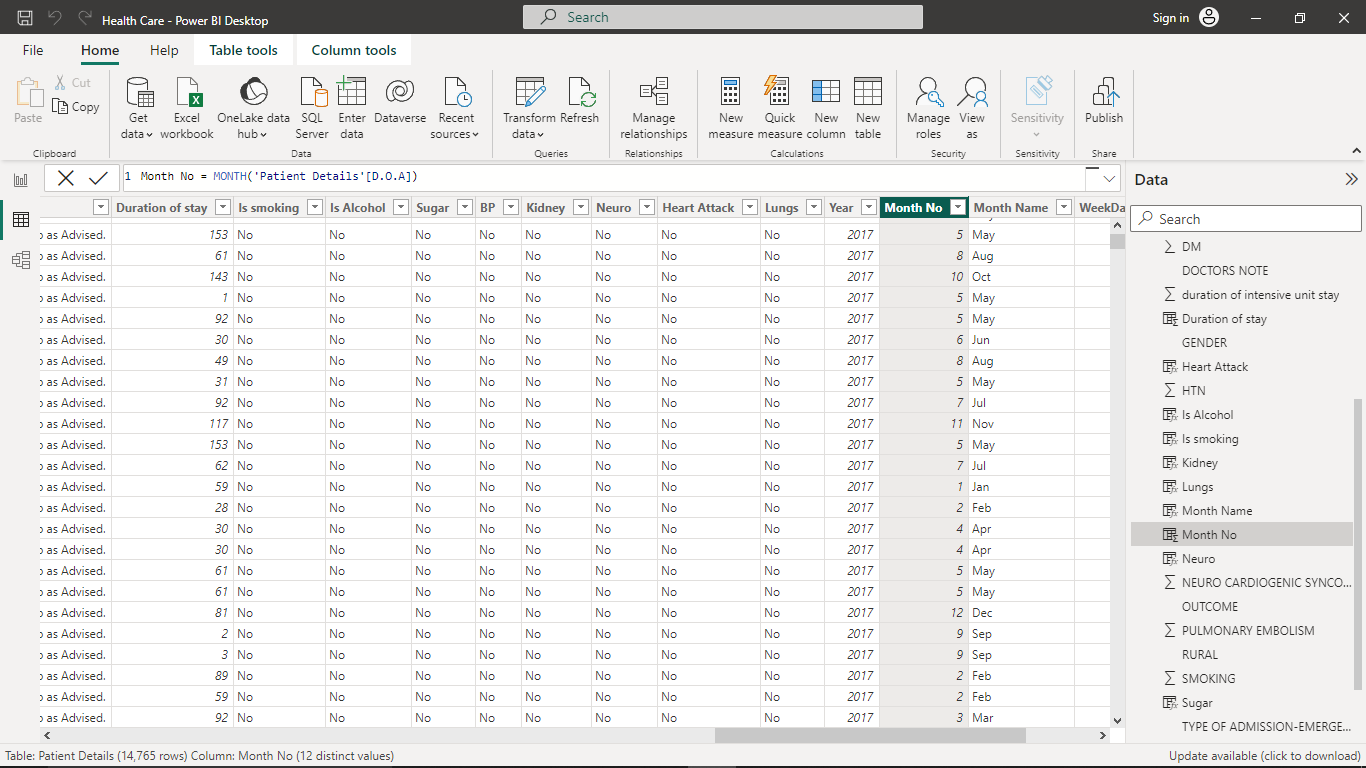 Health Care - Power BI Desktop
Search
Sign in
File Home Help Table tools Column tools
Paste
Cut
Copy
Clipboard
Get data
Excel workbook
OneLake data hub
SQL Server
Enter data
Dataverse
Recent sources
Data
Transform data
Refresh
Queries
Manage relationships
Relationships
New measure
Quick measure
New column
New table
Calculations
Manage roles
View as
Security
Sensitivity
Sensitivity
Publish
Share
1 Month No = MONTH('Patient Details'[D.O.A])
Duration of stay Is smoking Is Alcohol Sugar BP Kidney Neuro Heart Attack Lungs Year Month No Month Name WeekDa
as Advised. 153 No No No No No No No No 2017 5 May
as Advised. 61 No No No No No No No No 2017 8 Aug
as Advised. 143 No No No No No No No No 2017 10 Oct
as Advised. 1 No No No No No No No No 2017 5 May
as Advised. 92 No No No No No No No No 2017 5 May
as Advised. 30 No No No No No No No No 2017 6 Jun
as Advised. 49 No No No No No No No No 2017 8 Aug
as Advised. 31 No No No No No No No No 2017 5 May
as Advised. 92 No No No No No No No No 2017 7 Jul
as Advised. 117 No No No No No No No No 2017 11 Nov
as Advised. 153 No No No No No No No No 2017 5 May
as Advised. 62 No No No No No No No No 2017 7 Jul
as Advised. 59 No No No No No No No No 2017 1 Jan
as Advised. 28 No No No No No No No No 2017 2 Feb
as Advised. 30 No No No No No No No No 2017 4 Apr
as Advised. 30 No No No No No No No No 2017 4 Apr
as Advised. 61 No No No No No No No No 2017 5 May
as Advised. 61 No No No No No No No No 2017 5 May
as Advised. 81 No No No No No No No No 2017 12 Dec
as Advised. 2 No No No No No No No No 2017 9 Sep
as Advised. 3 No No No No No No No No 2017 9 Sep
as Advised. 89 No No No No No No No No 2017 2 Feb
as Advised. 59 No No No No No No No No 2017 2 Feb
as Advised. 92 No No No No No No No No 2017 3 Mar
Data
Search
DM
DOCTORS NOTE
duration of intensive unit stay
Duration of stay
GENDER
Heart Attack
HTN
Is Alcohol
Is smoking
Kidney
Lungs
Month Name
Month No
Neuro
NEURO CARDIOGENIC SYNCO...
OUTCOME
PULMONARY EMBOLISM
RURAL
SMOKING
Sugar
TYPE OF ADMISSION-EMERGE...
Table: Patient Details (14,765 rows) Column: Month No (12 distinct values)
Update available (click to download)